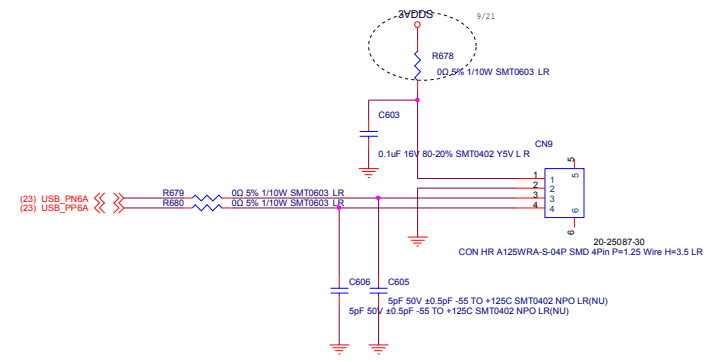 3VDDS
9/21
R678
0Ω 5% 1/10W SMT0603 LR
C603
0.1uF 16V 80-20% SMT0402 Y5V L R
CN9
5
1 1 5
2 2
3 3
4 4 6
6
(23) USB_PN6A
R679
0Ω 5% 1/10W SMT0603 LR
(23) USB_PP6A
R680
0Ω 5% 1/10W SMT0603 LR
20-25087-30
CON HR A125WRA-S-04P SMD 4Pin P=1.25 Wire H=3.5 LR
C606
C605
5pF 50V ±0.5pF -55 TO +125C SMT0402 NPO LR(NU)
5pF 50V ±0.5pF -55 TO +125C SMT0402 NPO LR(NU)